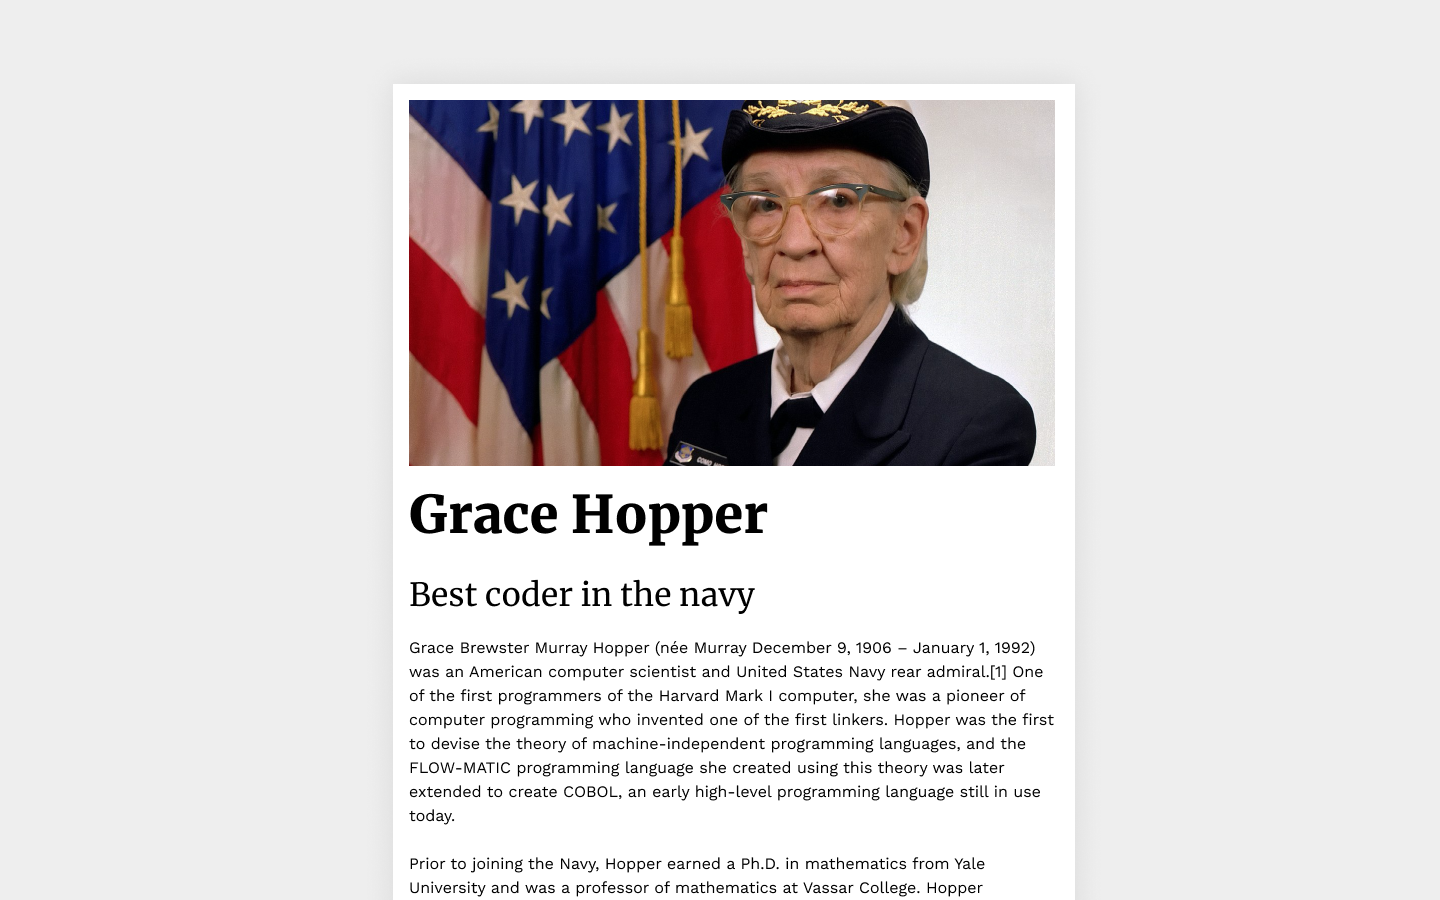 Grace Hopper
Best coder in the navy
Grace Brewster Murray Hopper (née Murray December 9, 1906 – January 1, 1992)
was an American computer scientist and United States Navy rear admiral.[1] One
of the first programmers of the Harvard Mark I computer, she was a pioneer of
computer programming who invented one of the first linkers. Hopper was the first
to devise the theory of machine-independent programming languages, and the
FLOW-MATIC programming language she created using this theory was later
extended to create COBOL, an early high-level programming language still in use
today.
Prior to joining the Navy, Hopper earned a Ph.D. in mathematics from Yale
University and was a professor of mathematics at Vassar College. Hopper